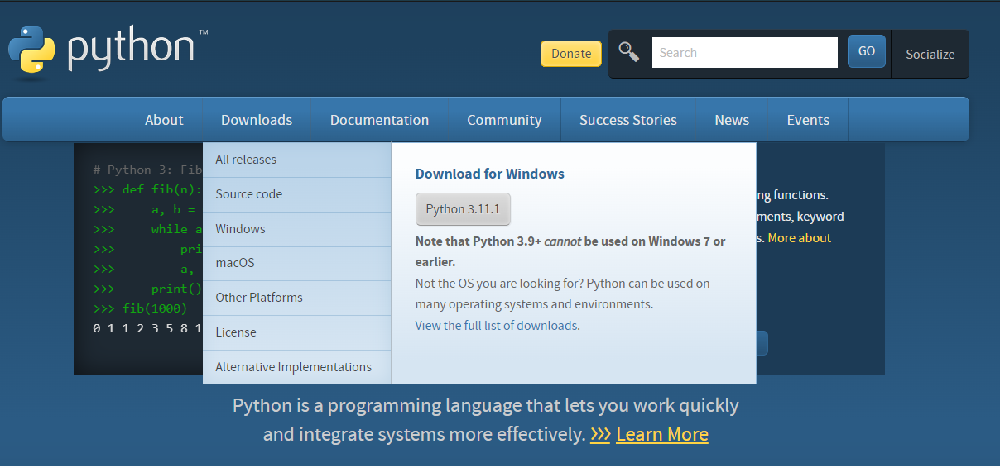 python™
Donate
Search
GO
Socialize
About
Downloads
Documentation
Community
Success Stories
News
Events
# Python 3: Fib
>>> def fib(n):
>>> a, b =
>>> while a
>>> pri
>>> a,
>>> print()
>>> fib(1000)
0 1 1 2 3 5 8 1
All releases
Source code
Windows
macOS
Other Platforms
License
Alternative Implementations
Download for Windows
Python 3.11.1
Note that Python 3.9+ cannot be used on Windows 7 or
earlier.
Not the OS you are looking for? Python can be used on
many operating systems and environments.
View the full list of downloads.
ng functions.
ments, keyword
s. More about
Python is a programming language that lets you work quickly
and integrate systems more effectively. >>> Learn More